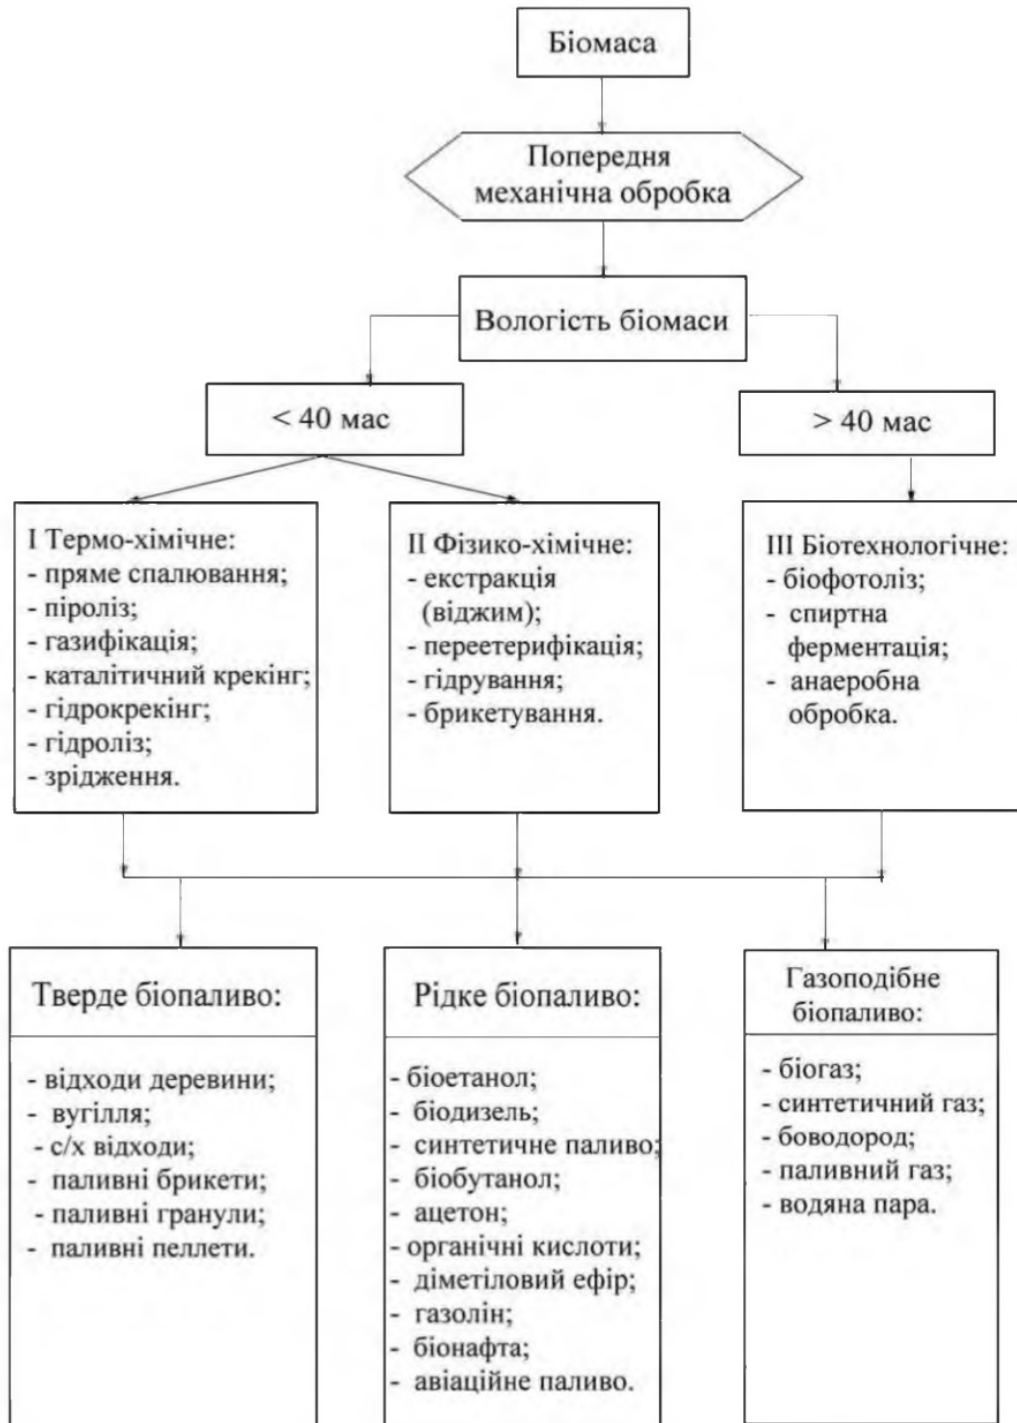 Біомаса
Попередня
механічна обробка
Вологість біомаси
< 40 мас
> 40 мас
І Термо-хімічне:
- пряме спалювання;
- піроліз;
- газифікація;
- каталітичний крекінг;
- гідрокрекінг;
- гідроліз;
- зрідження.
ІІ Фізико-хімічне:
- екстракція
(віджим);
- переетерифікація;
- гідрування;
- брикетування.
ІІІ Біотехнологічне:
- біофотоліз;
- спиртна
ферментація;
- анаеробна
обробка.
Тверде біопаливо:
- відходи деревини;
- вугілля;
- с/х відходи;
- паливні брикети;
- паливні гранули;
- паливні пеллети.
Рідке біопаливо:
- біоетанол;
- біодизель;
- синтетичне паливо;
- біобутанол;
- ацетон;
- органічні кислоти;
- діметіловий ефір;
- газолін;
- біонафта;
- авіаційне паливо.
Газоподібне
біопаливо:
- біогаз;
- синтетичний газ;
- боводород;
- паливний газ;
- водяна пара.